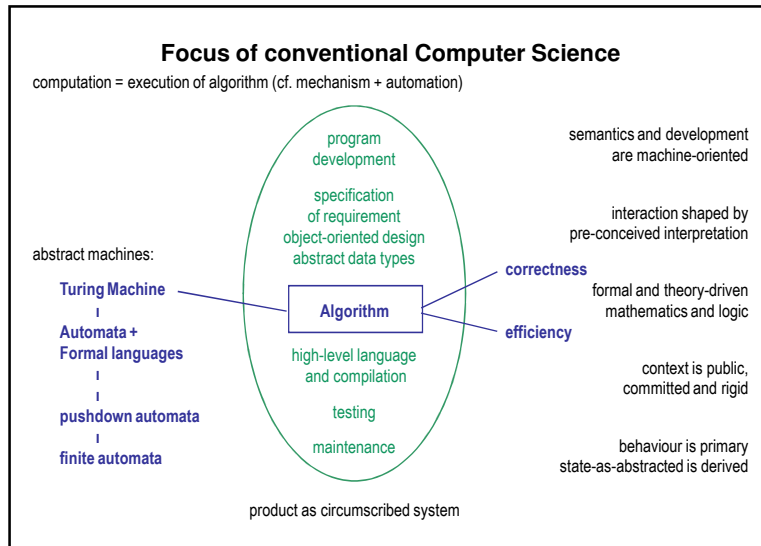 Focus of conventional Computer Science
computation = execution of algorithm (cf. mechanism + automation)
program
development
specification
of requirement
object-oriented design
abstract data types
Algorithm
high-level language
and compilation
testing
maintenance
abstract machines:
Turing Machine
Automata +
Formal languages
pushdown automata
finite automata
correctness
efficiency
semantics and development
are machine-oriented
interaction shaped by
pre-conceived interpretation
formal and theory-driven
mathematics and logic
context is public,
committed and rigid
behaviour is primary
state-as-abstracted is derived
product as circumscribed system